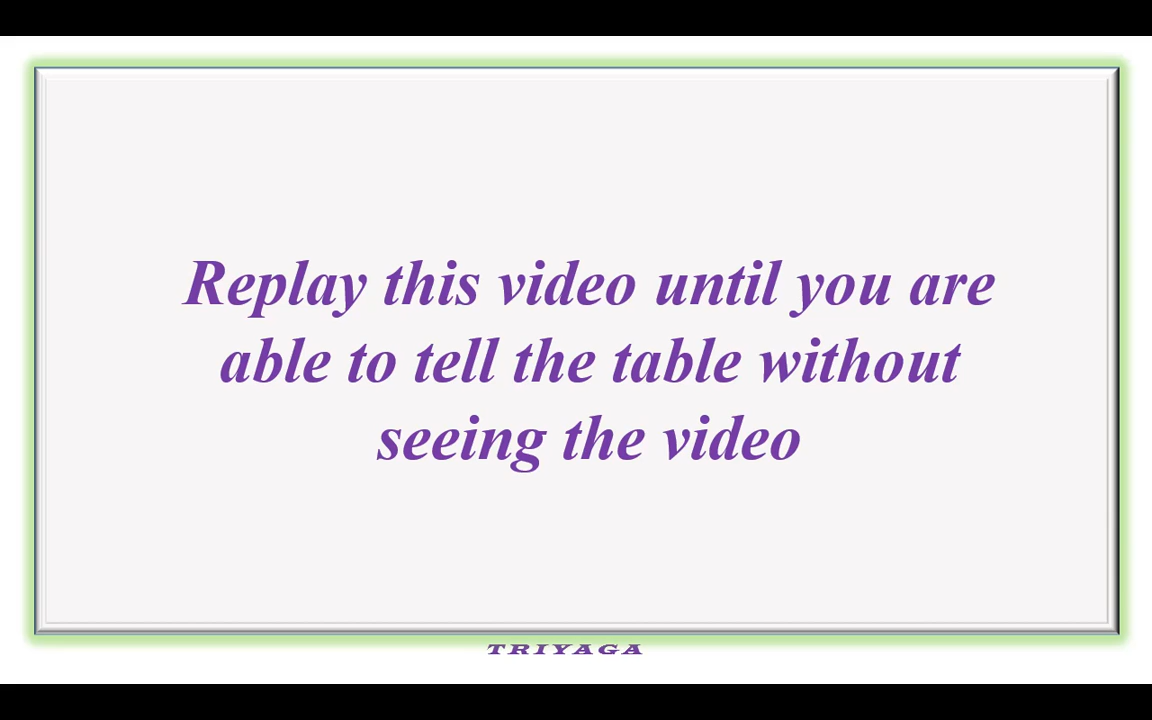 Replay this video until you are
able to tell the table without
seeing the video
TRIYAGA